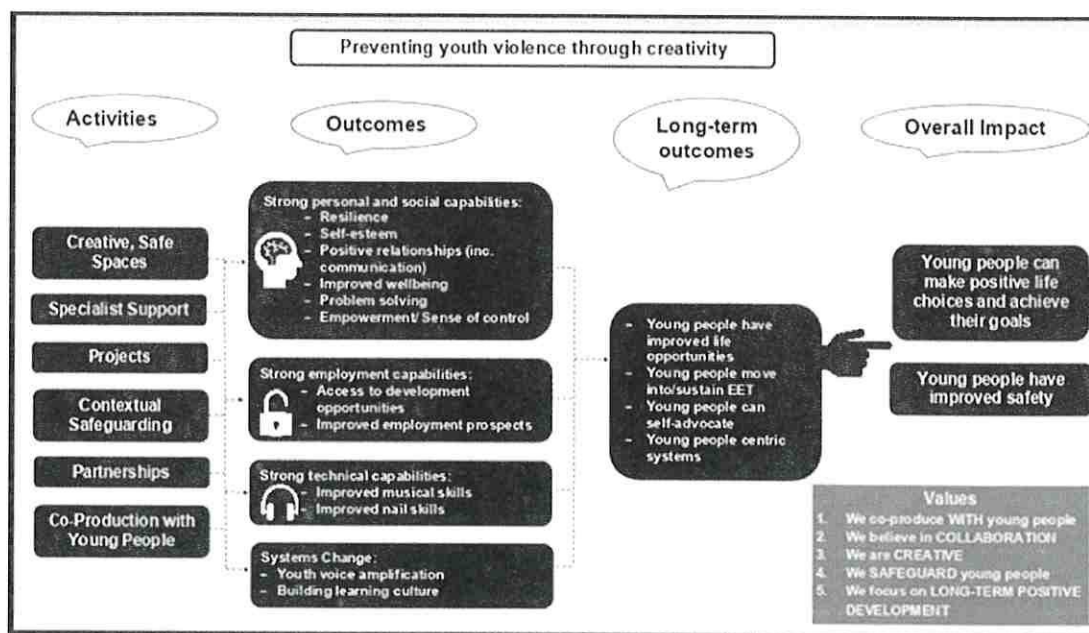 Preventing youth violence through creativity
Activities
Creative, Safe
Spaces
Specialist Support
Projects
Contextual
Safeguarding
Partnerships
Co-Production with
Young People
Outcomes
Strong personal and social capabilities:
- Resilience
- Self-esteem
- Positive relationships (inc.
communication)
- Improved wellbeing
- Problem solving
- Empowerment/ Sense of control
Strong employment capabilities:
- Access to development
opportunities
- Improved employment prospects
Strong technical capabilities:
- Improved musical skills
- Improved nail skills
Systems Change:
- Youth voice amplification
- Building learning culture
Long-term
outcomes
- Young people have
improved life
opportunities
- Young people move
into/sustain EET
- Young people can
self-advocate
- Young people centric
systems
Overall Impact
Young people can
make positive life
choices and achieve
their goals
Young people have
improved safety
Values
1. We co-produce WITH young people
2. We believe in COLLABORATION
3. We are CREATIVE
4. We SAFEGUARD young people
5. We focus on LONG-TERM POSITIVE
DEVELOPMENT